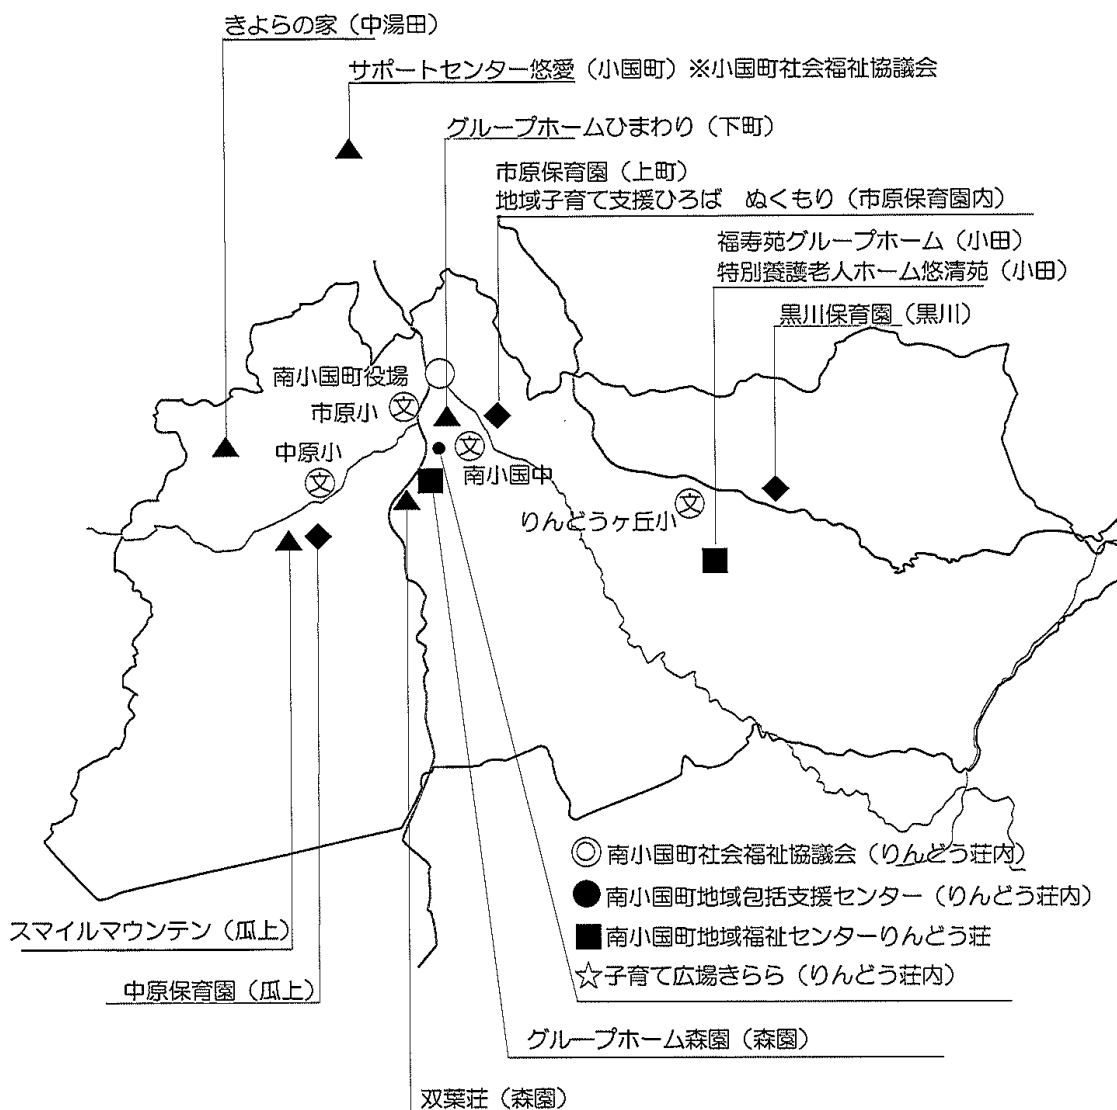 きよらの家（中湯田）
サポートセンター悠愛（小国町）※小国町社会福祉協議会
グループホームひまわり（下町）
市原保育園（上町）
地域子育て支援ひろば　ぬくもり（市原保育園内）
福寿苑グループホーム（小田）
特別養護老人ホーム悠清苑（小田）
黒川保育園（黒川）
南小国町役場
市原小
文
中原小
文
文
南小国中
文
りんどうヶ丘小
◎南小国町社会福祉協議会（りんどう荘内）
●南小国町地域包括支援センター（りんどう荘内）
■南小国町地域福祉センターりんどう荘
☆子育て広場きらら（りんどう荘内）
スマイルマウンテン（瓜上）
中原保育園（瓜上）
グループホーム森園（森園）
双葉荘（森園）